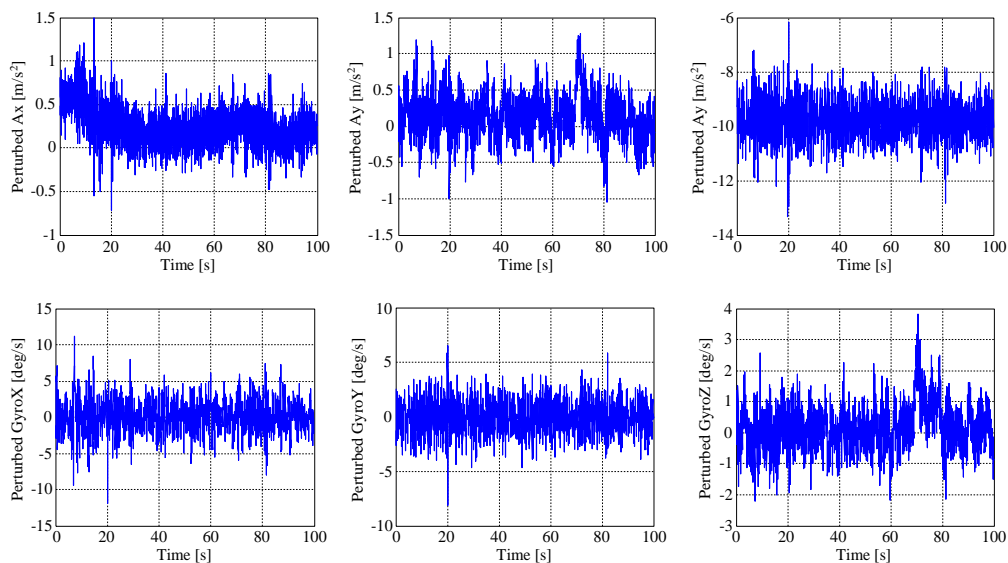 Perturbed Ax [m/s²]
1.5
1
0.5
0
-0.5
-1
0 20 40 60 80 100
Time [s]
Perturbed Ay [m/s²]
1.5
1
0.5
0
-0.5
-1
-1.5
0 20 40 60 80 100
Time [s]
Perturbed Ay [m/s²]
-6
-8
-10
-12
-14
0 20 40 60 80 100
Time [s]
Perturbed GyroX [deg/s]
15
10
5
0
-5
-10
-15
0 20 40 60 80 100
Time [s]
Perturbed GyroY [deg/s]
10
5
0
-5
-10
0 20 40 60 80 100
Time [s]
Perturbed GyroZ [deg/s]
4
3
2
1
0
-1
-2
-3
0 20 40 60 80 100
Time [s]